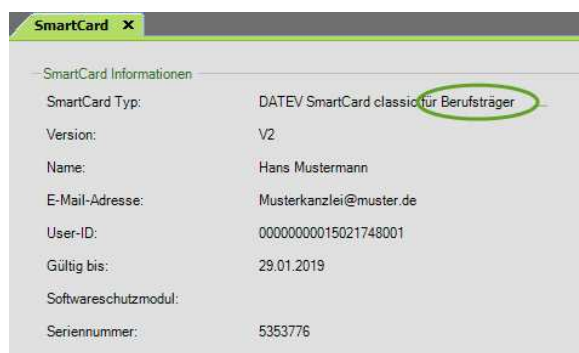 SmartCard X
SmartCard Informationen
SmartCard Typ: DATEV SmartCard classic für Berufsträger
Version: V2
Name: Hans Mustermann
E-Mail-Adresse: Musterkanzlei@muster.de
User-ID: 00000000015021748001
Gültig bis: 29.01.2019
Softwareschutzmodul:
Seriennummer: 5353776